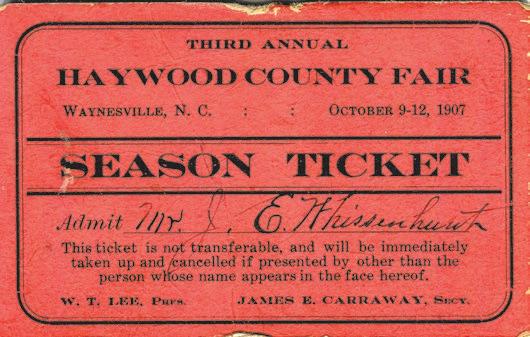 THIRD ANNUAL
HAYWOOD COUNTY FAIR
WAYNESVILLE, N. C. : : OCTOBER 9-12, 1907
SEASON TICKET
Admit Mr. J. E. Whissenhunt
This ticket is not transferable, and will be immediately
taken up and cancelled if presented by other than the
person whose name appears in the face hereof.
W. T. LEE, PRES. JAMES E. CARRAWAY, SECY.